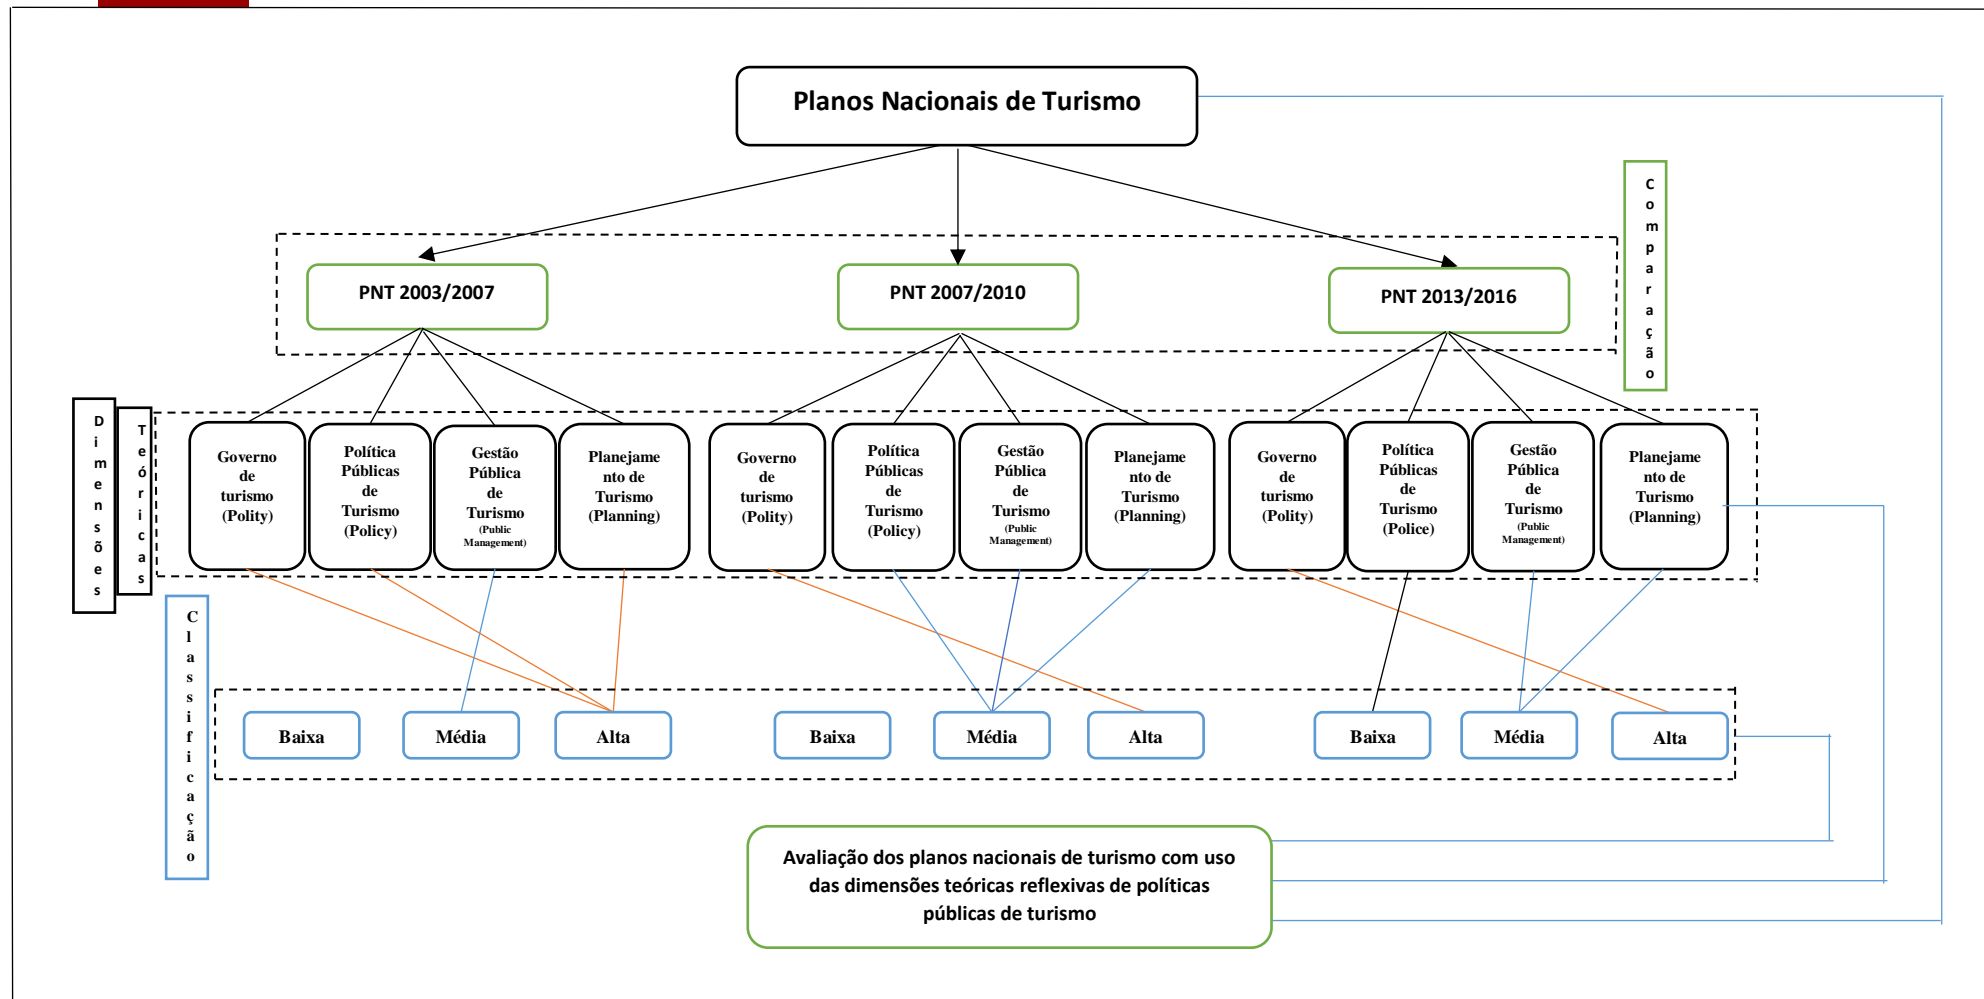 Planos Nacionais de Turismo
Comparação
PNT 2003/2007
PNT 2007/2010
PNT 2013/2016
Dimensões
Teóricas
Governo
de
turismo
(Polity)
Política
Públicas
de
Turismo
(Policy)
Gestão
Pública
de
Turismo
(Public
Management)
Planejame
nto de
Turismo
(Planning)
Governo
de
turismo
(Polity)
Política
Públicas
de
Turismo
(Policy)
Gestão
Pública
de
Turismo
(Public
Management)
Planejame
nto de
Turismo
(Planning)
Governo
de
turismo
(Polity)
Política
Públicas
de
Turismo
(Police)
Gestão
Pública
de
Turismo
(Public
Management)
Planejame
nto de
Turismo
(Planning)
Classificação
Baixa
Média
Alta
Baixa
Média
Alta
Baixa
Média
Alta
Avaliação dos planos nacionais de turismo com uso
das dimensões teóricas reflexivas de políticas
públicas de turismo